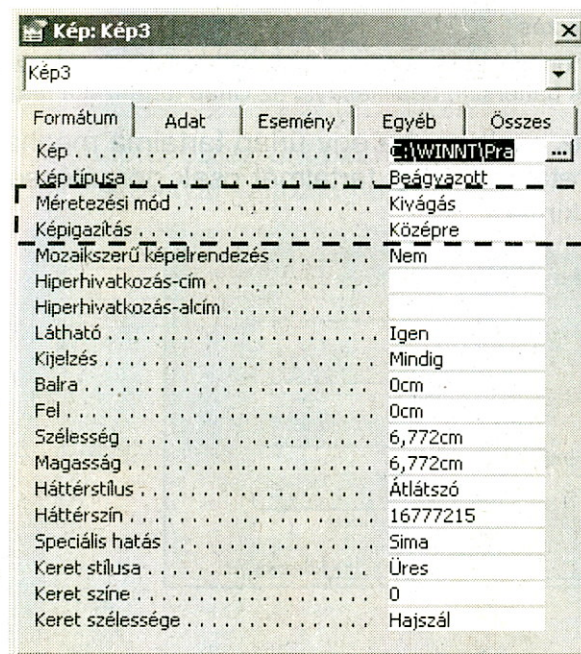 Kép: Kép3
Kép3
Formátum Adat Esemény Egyéb Összes
Kép . . . . . . . . . . . . . . . . . . . . . . . . C:\WINNT\Pra ...
Kép típusa . . . . . . . . . . . . . . . . . . . Beágyazott
Méretezési mód . . . . . . . . . . . . . . . Kivágás
Képigazítás . . . . . . . . . . . . . . . . . . Középre
Mozaikszerű képelrendezés . . . . . . . Nem
Hiperhivatkozás-cím . . . . . . . . . . . .
Hiperhivatkozás-alcím . . . . . . . . . . .
Látható . . . . . . . . . . . . . . . . . . . . . Igen
Kijelzés . . . . . . . . . . . . . . . . . . . . . Mindig
Balra . . . . . . . . . . . . . . . . . . . . . . . 0cm
Fel . . . . . . . . . . . . . . . . . . . . . . . . . 0cm
Szélesség . . . . . . . . . . . . . . . . . . . . 6,772cm
Magasság . . . . . . . . . . . . . . . . . . . . 6,772cm
Háttérstílus . . . . . . . . . . . . . . . . . . Átlátszó
Háttérszín . . . . . . . . . . . . . . . . . . . 16777215
Speciális hatás . . . . . . . . . . . . . . . . Sima
Keret stílusa . . . . . . . . . . . . . . . . . Üres
Keret színe . . . . . . . . . . . . . . . . . . 0
Keret szélessége . . . . . . . . . . . . . . Hajszál